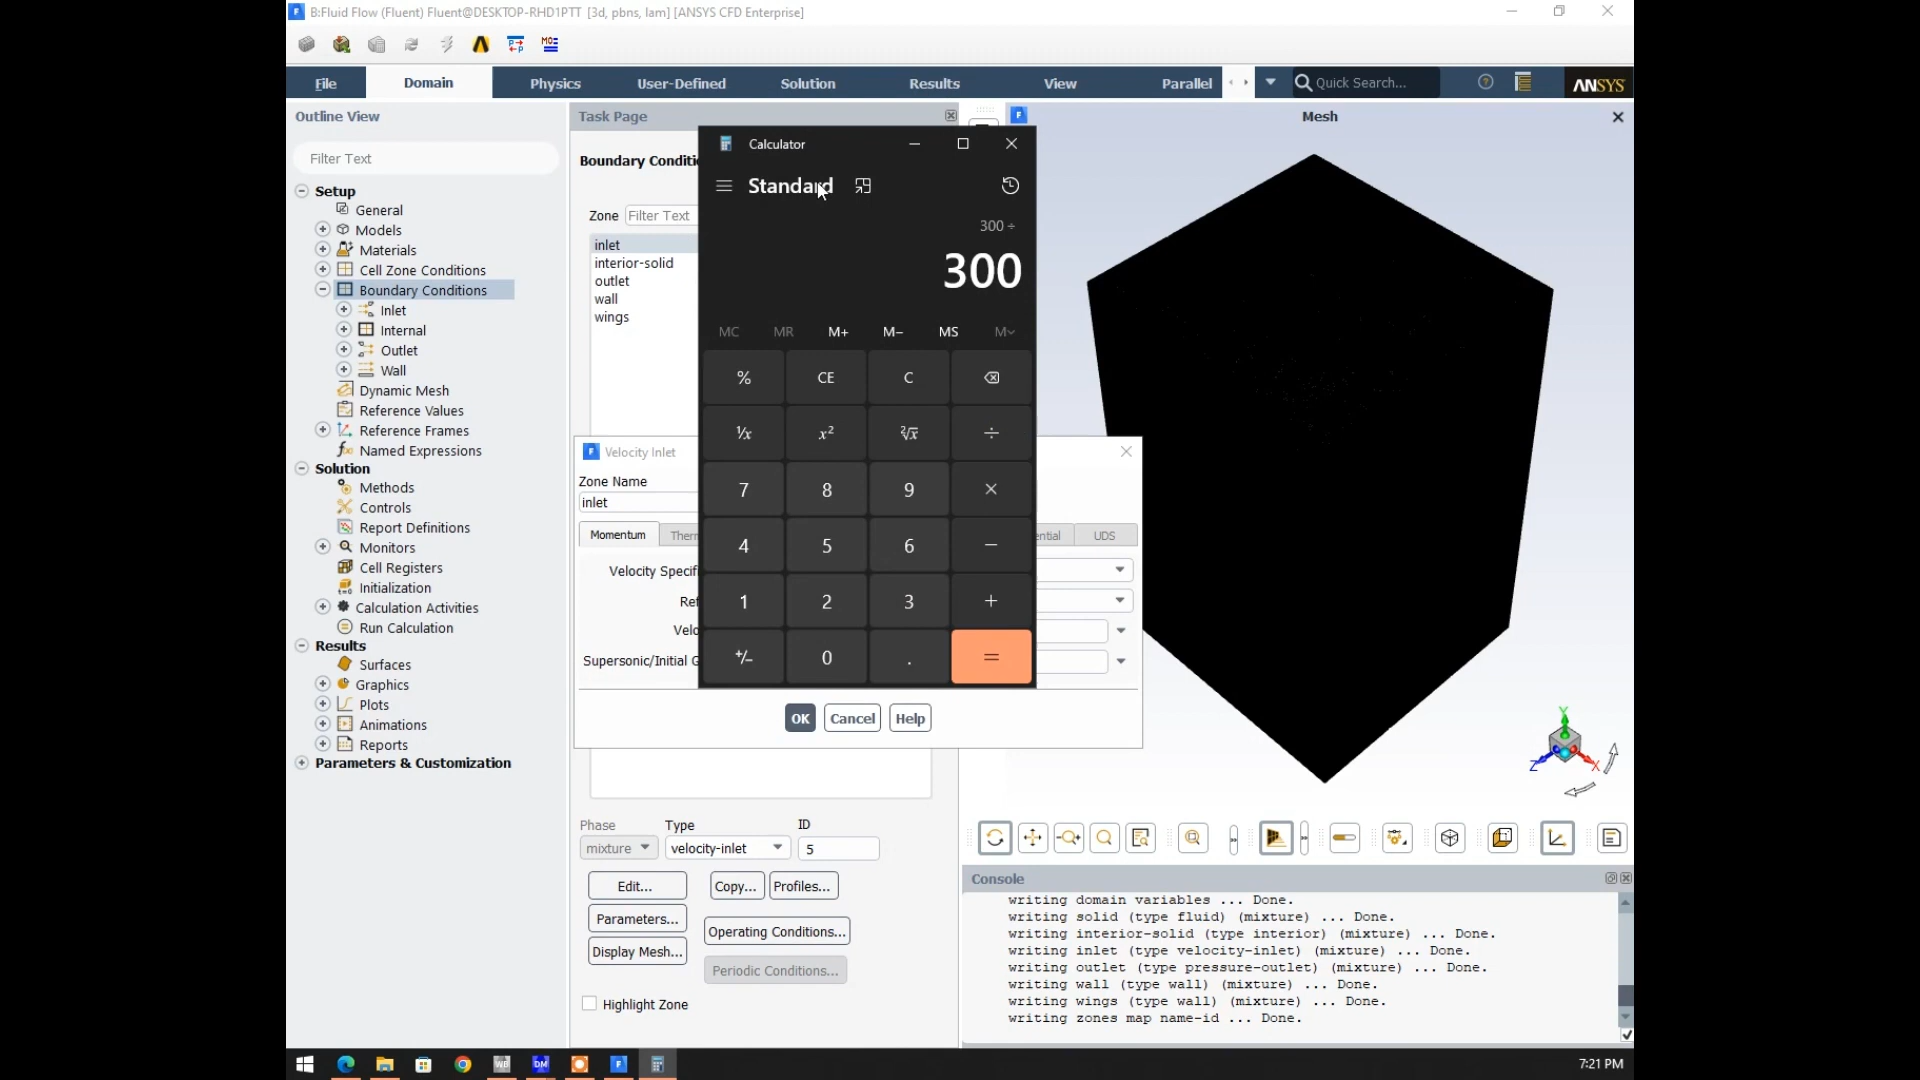 B:Fluid Flow (Fluent) Fluent@DESKTOP-RHD1PTT [3d, pbns, lam] [ANSYS CFD Enterprise]
File
Domain
Physics
User-Defined
Solution
Results
View
Parallel
Quick Search...
ANSYS
Outline View
Filter Text
Setup
General
Models
Materials
Cell Zone Conditions
Boundary Conditions
Inlet
Internal
Outlet
Wall
Dynamic Mesh
Reference Values
Reference Frames
Named Expressions
Solution
Methods
Controls
Report Definitions
Monitors
Cell Registers
Initialization
Calculation Activities
Run Calculation
Results
Surfaces
Graphics
Plots
Animations
Reports
Parameters & Customization
Task Page
Boundary Conditi
Zone Filter Text
inlet
interior-solid
outlet
wall
wings
Calculator
Standard
300 ÷
300
MC MR M+ M− MS M
% CE C
⅟x x² ²√x ÷
7 8 9 ×
4 5 6 −
1 2 3 +
+/− 0 . =
Velocity Inlet
Zone Name
inlet
Momentum
Therm
ential
UDS
Velocity Specifi
Ref
Velo
Supersonic/Initial G
OK
Cancel
Help
Phase
Type
ID
mixture
velocity-inlet
5
Edit...
Copy...
Profiles...
Parameters...
Operating Conditions...
Display Mesh...
Periodic Conditions...
Highlight Zone
Mesh
Y
Z
X
Console
writing domain variables ... Done.
writing solid (type fluid) (mixture) ... Done.
writing interior-solid (type interior) (mixture) ... Done.
writing inlet (type velocity-inlet) (mixture) ... Done.
writing outlet (type pressure-outlet) (mixture) ... Done.
writing wall (type wall) (mixture) ... Done.
writing wings (type wall) (mixture) ... Done.
writing zones map name-id ... Done.
WB
DM
F
7:21 PM